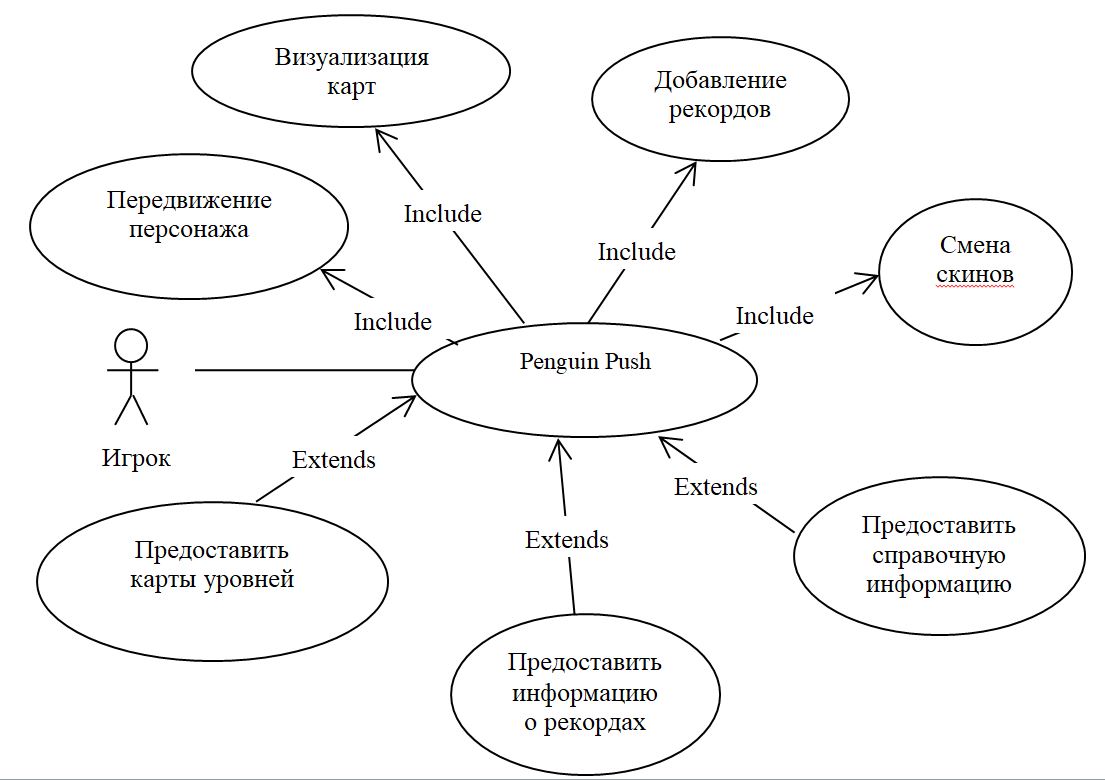 Визуализация
карт
Добавление
рекордов
Передвижение
персонажа
Include
Include
Смена
скинов
Include
Include
Penguin Push
Игрок
Extends
Extends
Extends
Предоставить
карты уровней
Предоставить
справочную
информацию
Предоставить
информацию
о рекордах